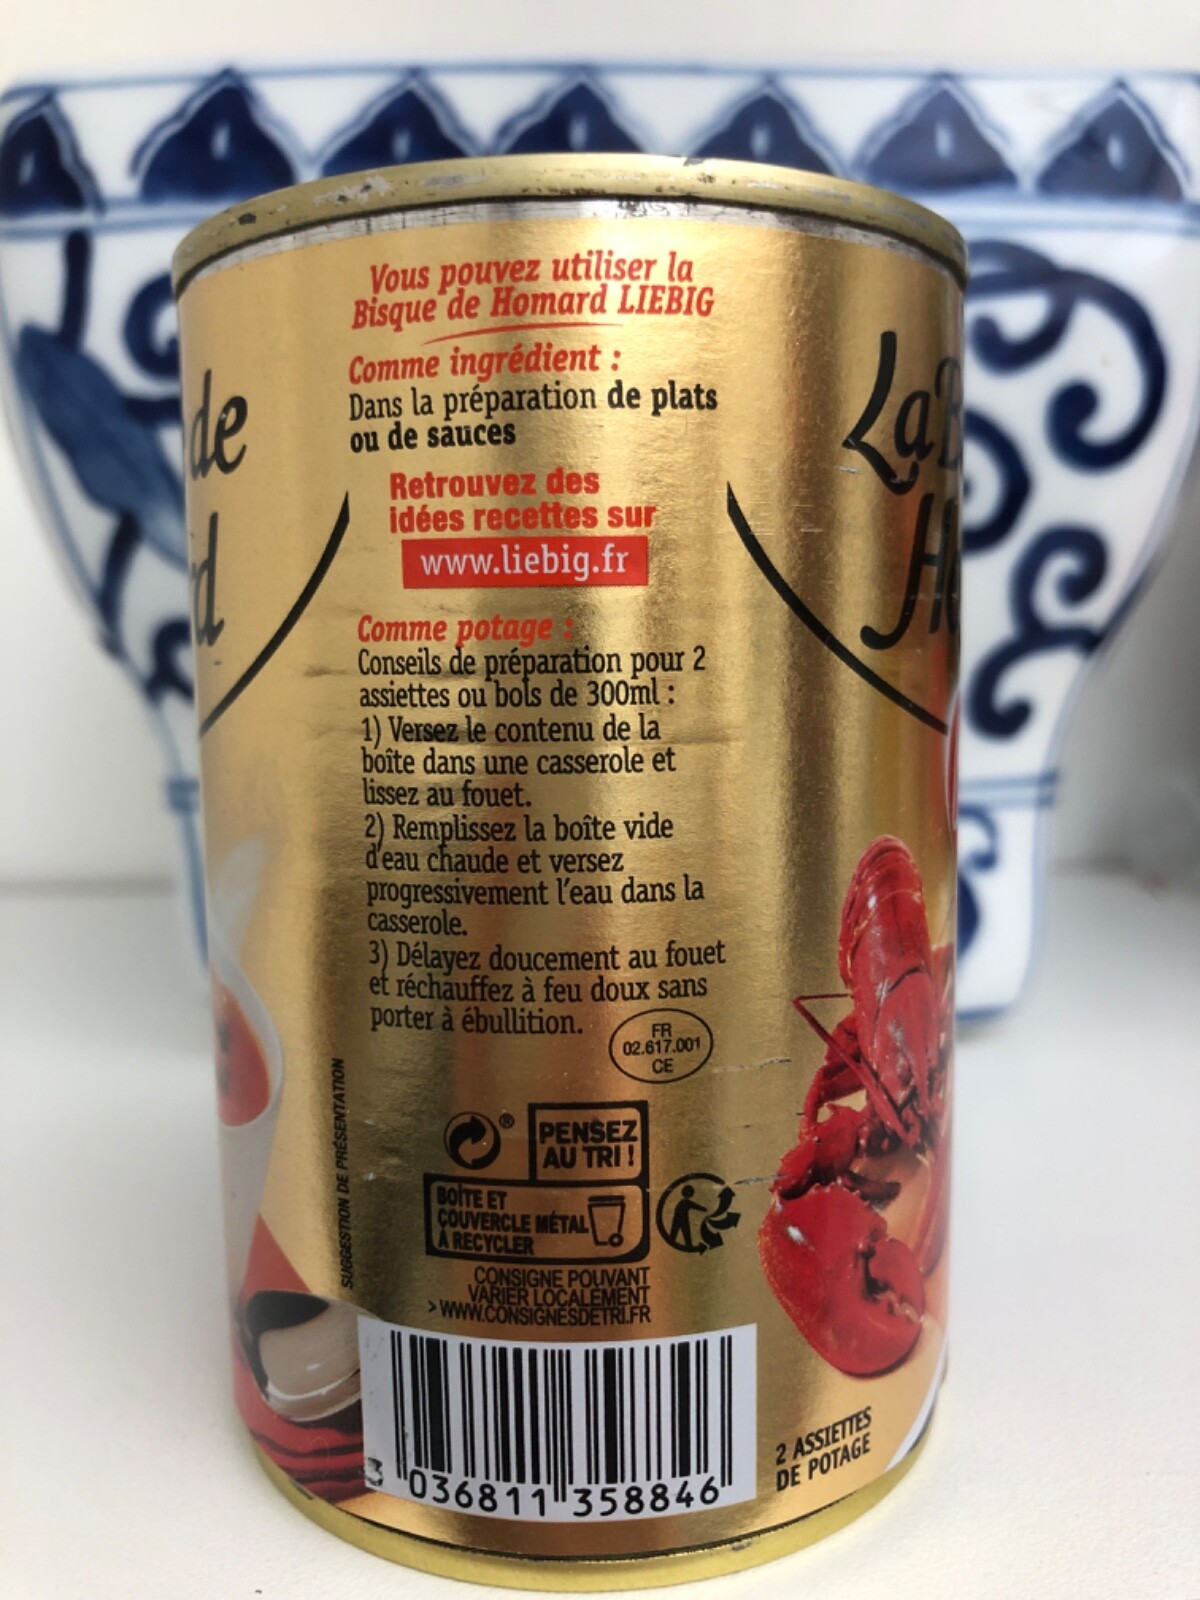 Vous pouvez utiliser la
Bisque de Homard LIEBIG
Comme ingrédient :
Dans la préparation de plats
ou de sauces
Retrouvez des
idées recettes sur
www.liebig.fr
Comme potage :
Conseils de préparation pour 2
assiettes ou bols de 300ml :
1) Versez le contenu de la
boîte dans une casserole et
lissez au fouet.
2) Remplissez la boîte vide
d'eau chaude et versez
progressivement l'eau dans la
casserole.
3) Délayez doucement au fouet
et réchauffez à feu doux sans
porter à ébullition.
FR
02.617.001
CE
SUGGESTION DE PRÉSENTATION
®
PENSEZ
AU TRI !
BOÎTE ET
COUVERCLE MÉTAL
À RECYCLER
CONSIGNE POUVANT
VARIER LOCALEMENT
>WWW.CONSIGNESDETRI.FR
3 036811 358846
de
d
La B
Ho
2 ASSIETTES
DE POTAGE